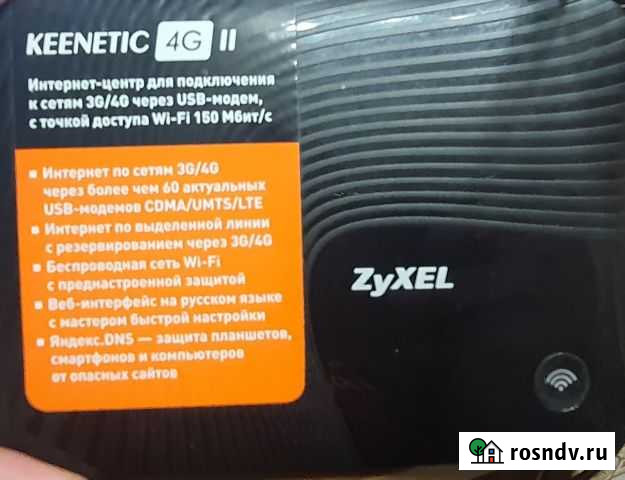 KEENETIC 4G II
Интернет-центр для подключения
к сетям 3G/4G через USB-модем,
с точкой доступа Wi-Fi 150 Мбит/с
▪ Интернет по сетям 3G/4G
через более чем 60 актуальных
USB-модемов CDMA/UMTS/LTE
▪ Интернет по выделенной линии
с резервированием через 3G/4G
▪ Беспроводная сеть Wi-Fi
с преднастроенной защитой
▪ Веб-интерфейс на русском языке
с мастером быстрой настройки
▪ Яндекс.DNS — защита планшетов,
смартфонов и компьютеров
от опасных сайтов
ZyXEL
rosndv.ru